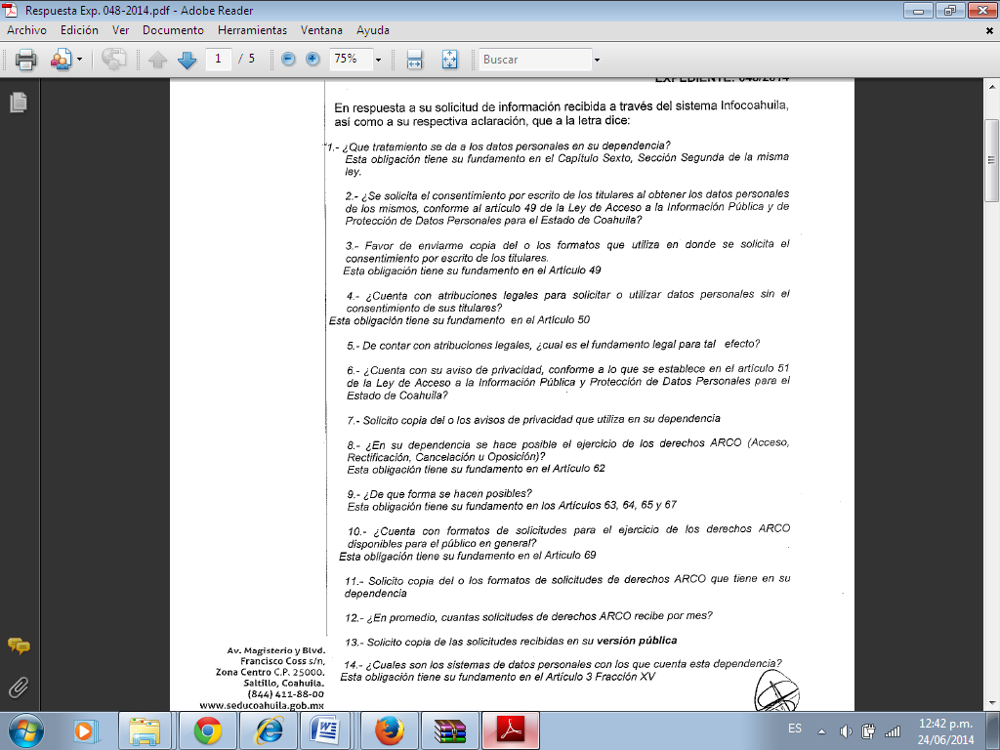 Respuesta Exp. 048-2014.pdf - Adobe Reader
Archivo Edición Ver Documento Herramientas Ventana Ayuda
1 / 5 75% Buscar
EXPEDIENTE: 048/2014
En respuesta a su solicitud de información recibida a través del sistema Infocoahuila,
así como a su respectiva aclaración, que a la letra dice:
"1.- ¿Que tratamiento se da a los datos personales en su dependencia?
Esta obligación tiene su fundamento en el Capítulo Sexto, Sección Segunda de la misma
ley.
2.- ¿Se solicita el consentimiento por escrito de los titulares al obtener los datos personales
de los mismos, conforme al artículo 49 de la Ley de Acceso a la Información Pública y de
Protección de Datos Personales para el Estado de Coahuila?
3.- Favor de enviarme copia del o los formatos que utiliza en donde se solicita el
consentimiento por escrito de los titulares.
Esta obligación tiene su fundamento en el Artículo 49
4.- ¿Cuenta con atribuciones legales para solicitar o utilizar datos personales sin el
consentimiento de sus titulares?
Esta obligación tiene su fundamento en el Artículo 50
5.- De contar con atribuciones legales, ¿cual es el fundamento legal para tal efecto?
6.- ¿Cuenta con su aviso de privacidad, conforme a lo que se establece en el artículo 51
de la Ley de Acceso a la Información Pública y Protección de Datos Personales para el
Estado de Coahuila?
7.- Solicito copia del o los avisos de privacidad que utiliza en su dependencia
8.- ¿En su dependencia se hace posible el ejercicio de los derechos ARCO (Acceso,
Rectificación, Cancelación u Oposición)?
Esta obligación tiene su fundamento en el Artículo 62
9.- ¿De que forma se hacen posibles?
Esta obligación tiene su fundamento en los Artículos 63, 64, 65 y 67
10.- ¿Cuenta con formatos de solicitudes para el ejercicio de los derechos ARCO
disponibles para el público en general?
Esta obligación tiene su fundamento en el Artículo 69
11.- Solicito copia del o los formatos de solicitudes de derechos ARCO que tiene en su
dependencia
12.- ¿En promedio, cuantas solicitudes de derechos ARCO recibe por mes?
13.- Solicito copia de las solicitudes recibidas en su versión pública
14.- ¿Cuales son los sistemas de datos personales con los que cuenta esta dependencia?
Esta obligación tiene su fundamento en el Artículo 3 Fracción XV
Av. Magisterio y Blvd.
Francisco Coss s/n,
Zona Centro C.P. 25000.
Saltillo, Coahuila.
(844) 411-88-00
www.seducoahuila.gob.mx
ES
12:42 p.m.
24/06/2014